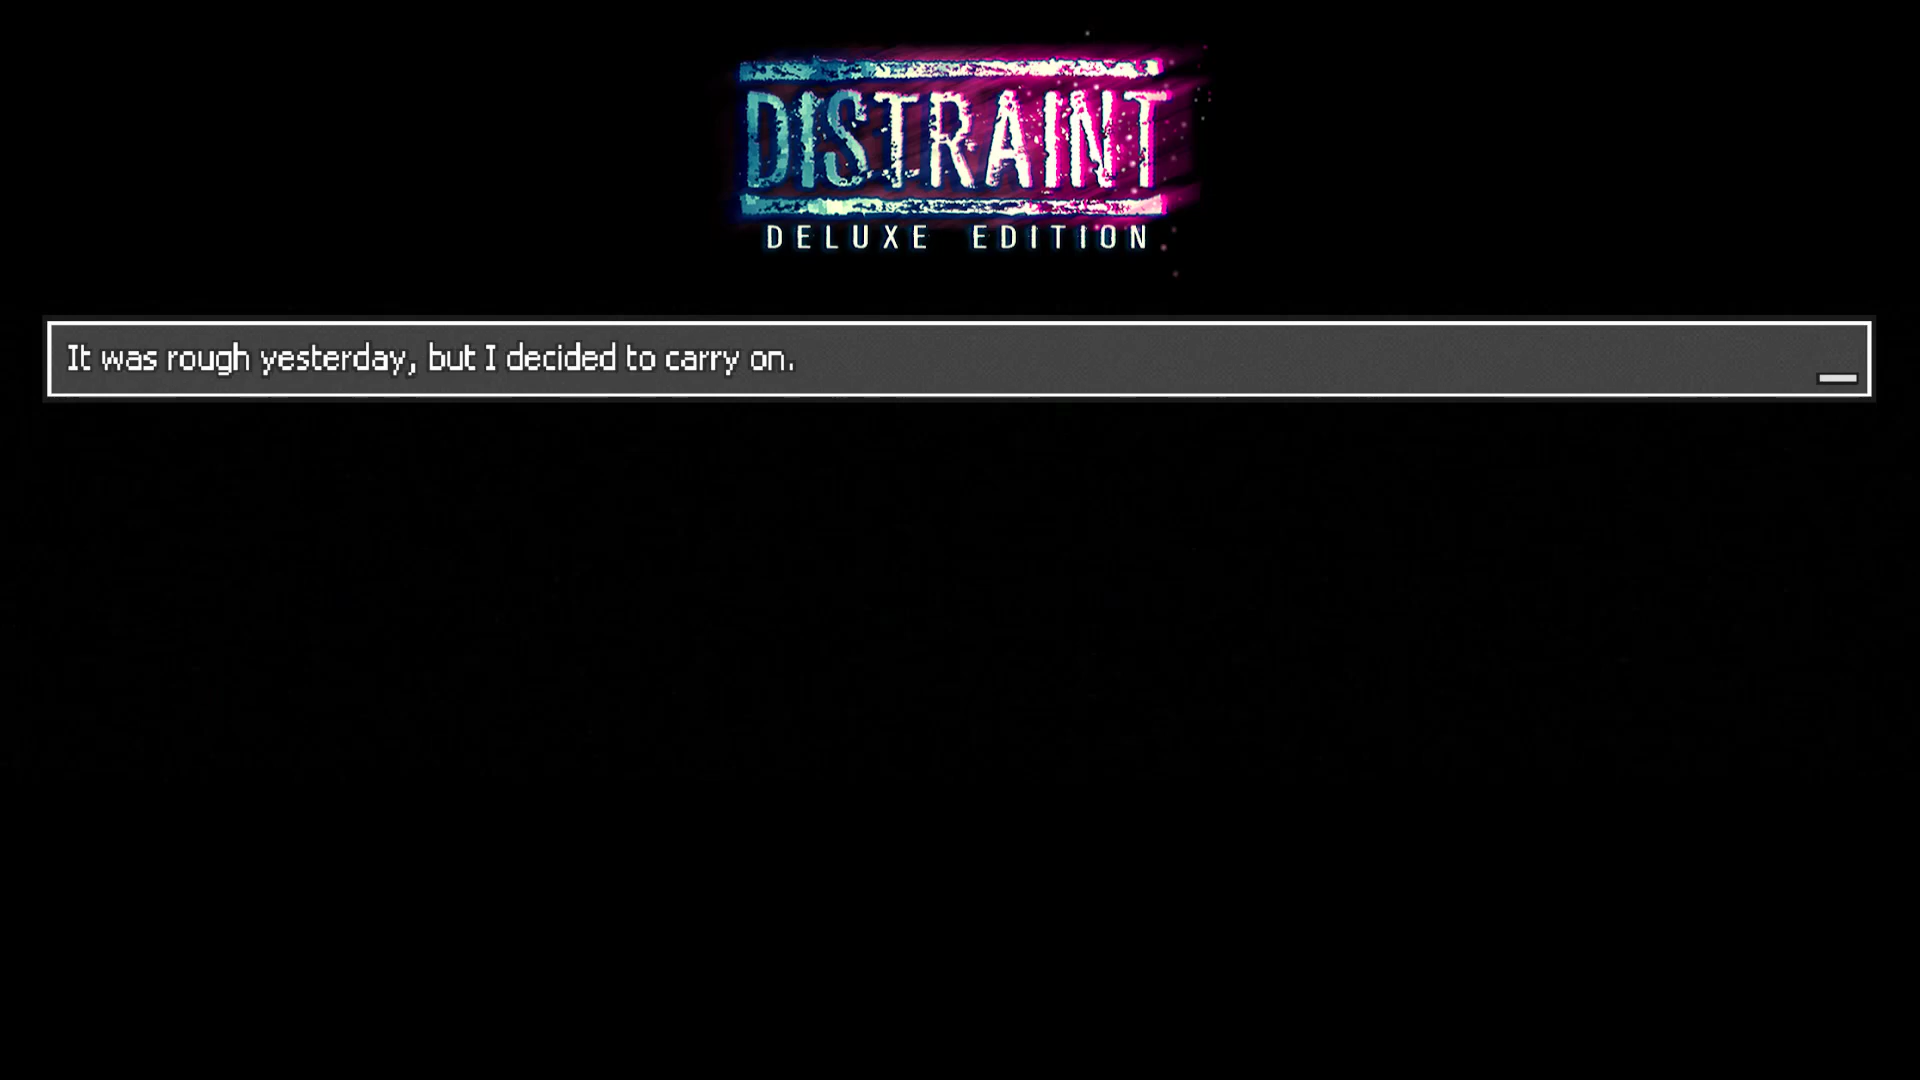 DISTRAINT
DELUXE EDITION
It was rough yesterday, but I decided to carry on.